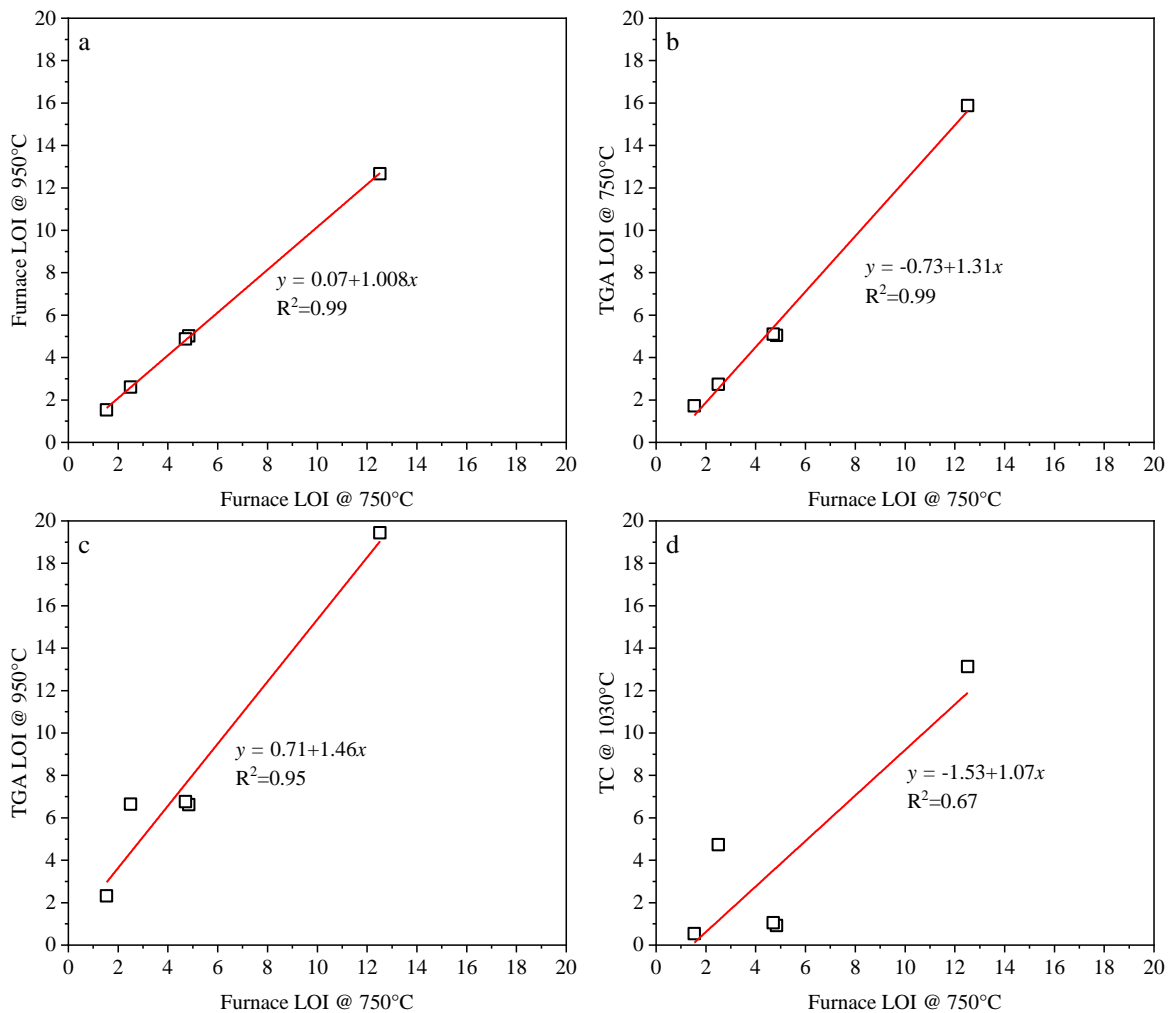 a
20
18
16
14
12
10
8
6
4
2
0
Furnace LOI @ 950°C
y = 0.07+1.008x
R²=0.99
0 2 4 6 8 10 12 14 16 18 20
Furnace LOI @ 750°C
b
20
18
16
14
12
10
8
6
4
2
0
TGA LOI @ 750°C
y = -0.73+1.31x
R²=0.99
0 2 4 6 8 10 12 14 16 18 20
Furnace LOI @ 750°C
c
20
18
16
14
12
10
8
6
4
2
0
TGA LOI @ 950°C
y = 0.71+1.46x
R²=0.95
0 2 4 6 8 10 12 14 16 18 20
Furnace LOI @ 750°C
d
20
18
16
14
12
10
8
6
4
2
0
TC @ 1030°C
y = -1.53+1.07x
R²=0.67
0 2 4 6 8 10 12 14 16 18 20
Furnace LOI @ 750°C